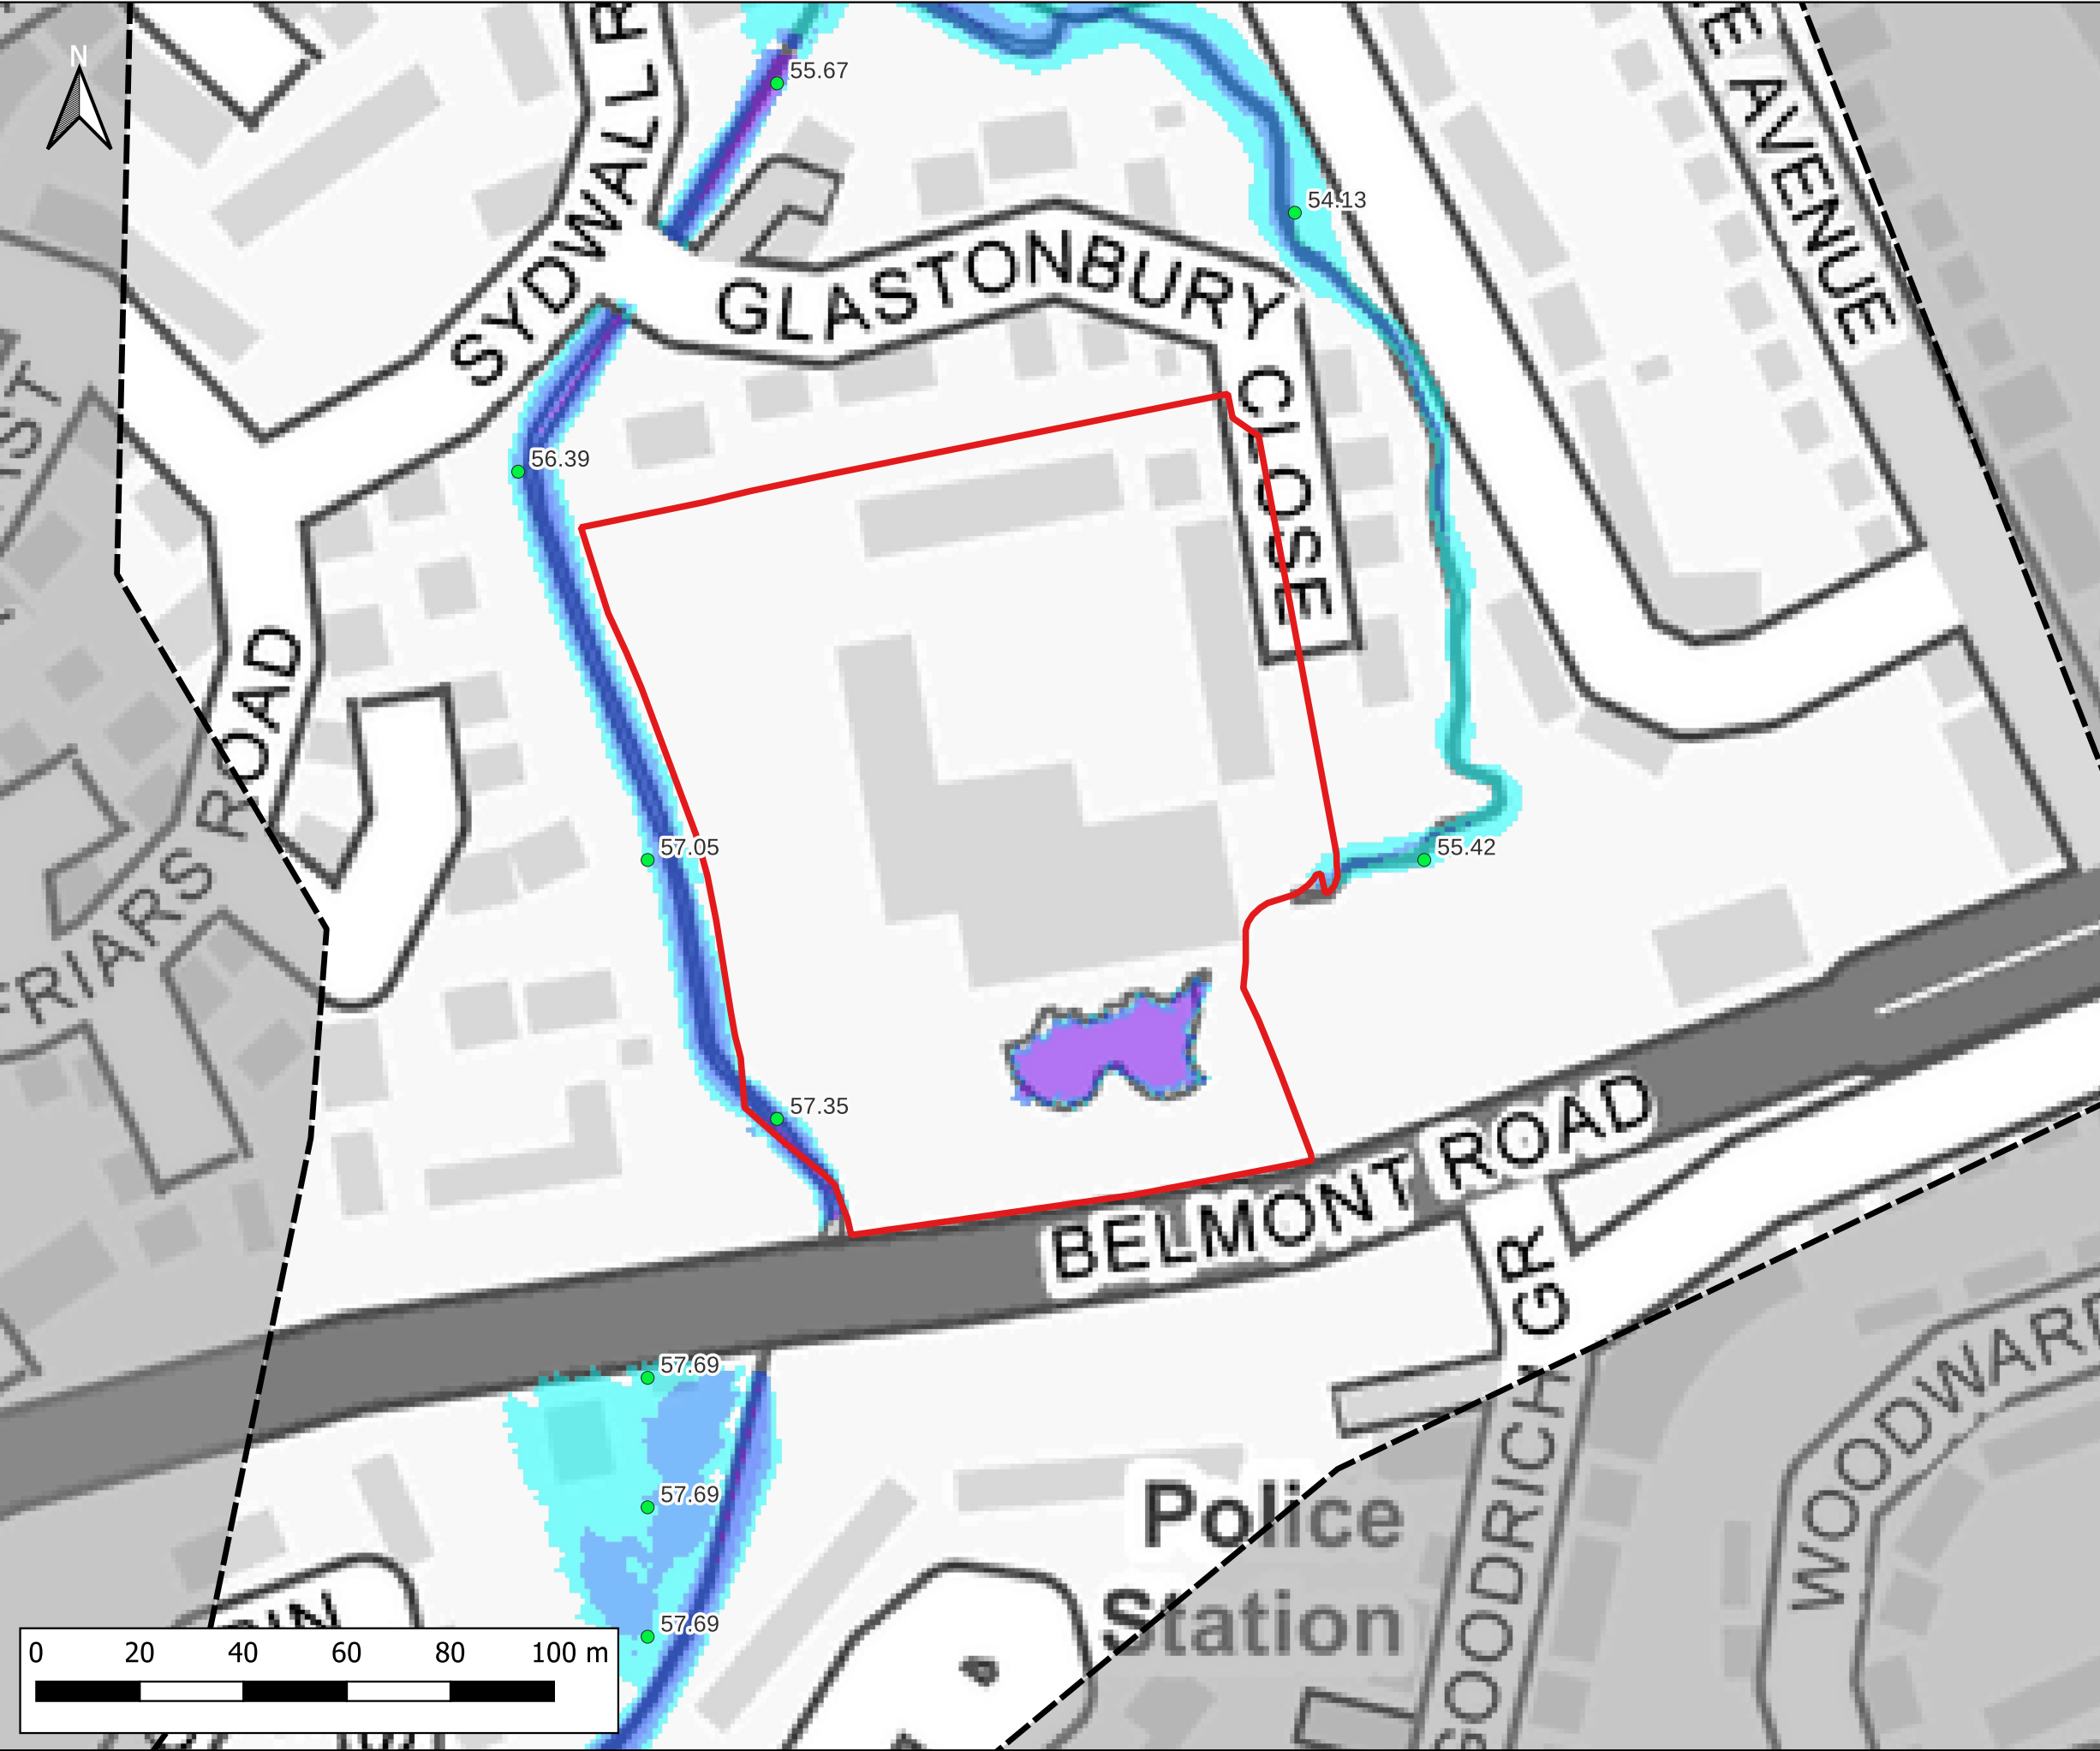 N
55.67
54.13
SYDWALL R
GLASTONBURY
CLOSE
E AVENUE
56.39
57.05
55.42
FRIARS ROAD
57.35
BELMONT ROAD
57.69
57.69
57.69
GOODRICH GR
WOODWARD
Police
Station
0 20 40 60 80 100 m